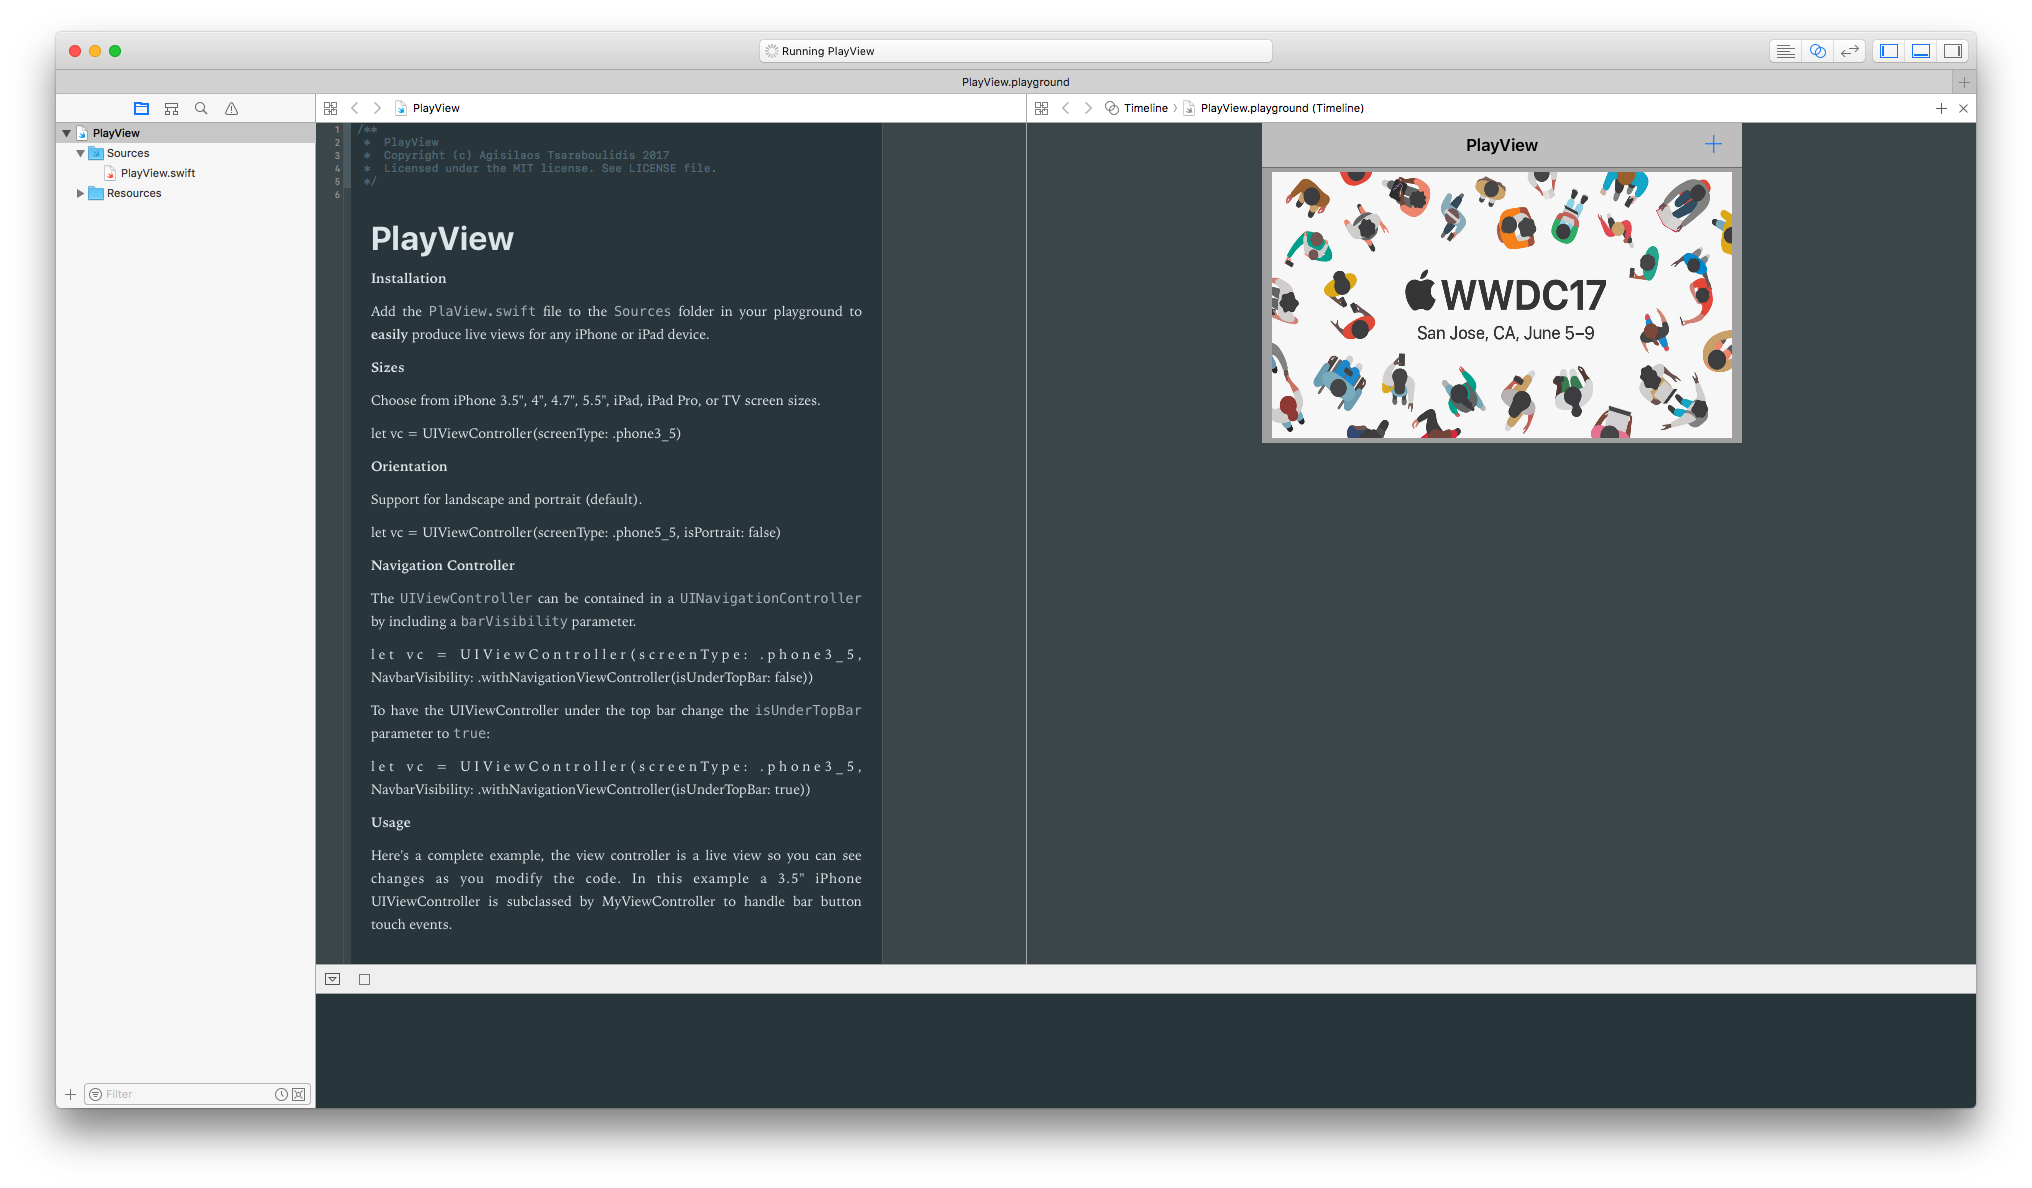 Running PlayView
PlayView.playground
PlayView
Timeline
PlayView.playground (Timeline)
PlayView
Sources
PlayView.swift
Resources
1 /**
2 * PlayView
3 * Copyright (c) Agisilaos Tsaraboulidis 2017
4 * Licensed under the MIT license. See LICENSE file.
5 */
6
PlayView
Installation
Add the PlaView.swift file to the Sources folder in your playground to
easily produce live views for any iPhone or iPad device.
Sizes
Choose from iPhone 3.5", 4", 4.7", 5.5", iPad, iPad Pro, or TV screen sizes.
let vc = UIViewController(screenType: .phone3_5)
Orientation
Support for landscape and portrait (default).
let vc = UIViewController(screenType: .phone5_5, isPortrait: false)
Navigation Controller
The UIViewController can be contained in a UINavigationController
by including a barVisibility parameter.
let vc = UIViewController(screenType: .phone3_5,
NavbarVisibility: .withNavigationViewController(isUnderTopBar: false))
To have the UIViewController under the top bar change the isUnderTopBar
parameter to true:
let vc = UIViewController(screenType: .phone3_5,
NavbarVisibility: .withNavigationViewController(isUnderTopBar: true))
Usage
Here's a complete example, the view controller is a live view so you can see
changes as you modify the code. In this example a 3.5" iPhone
UIViewController is subclassed by MyViewController to handle bar button
touch events.
PlayView
WWDC17
San Jose, CA, June 5–9
Filter